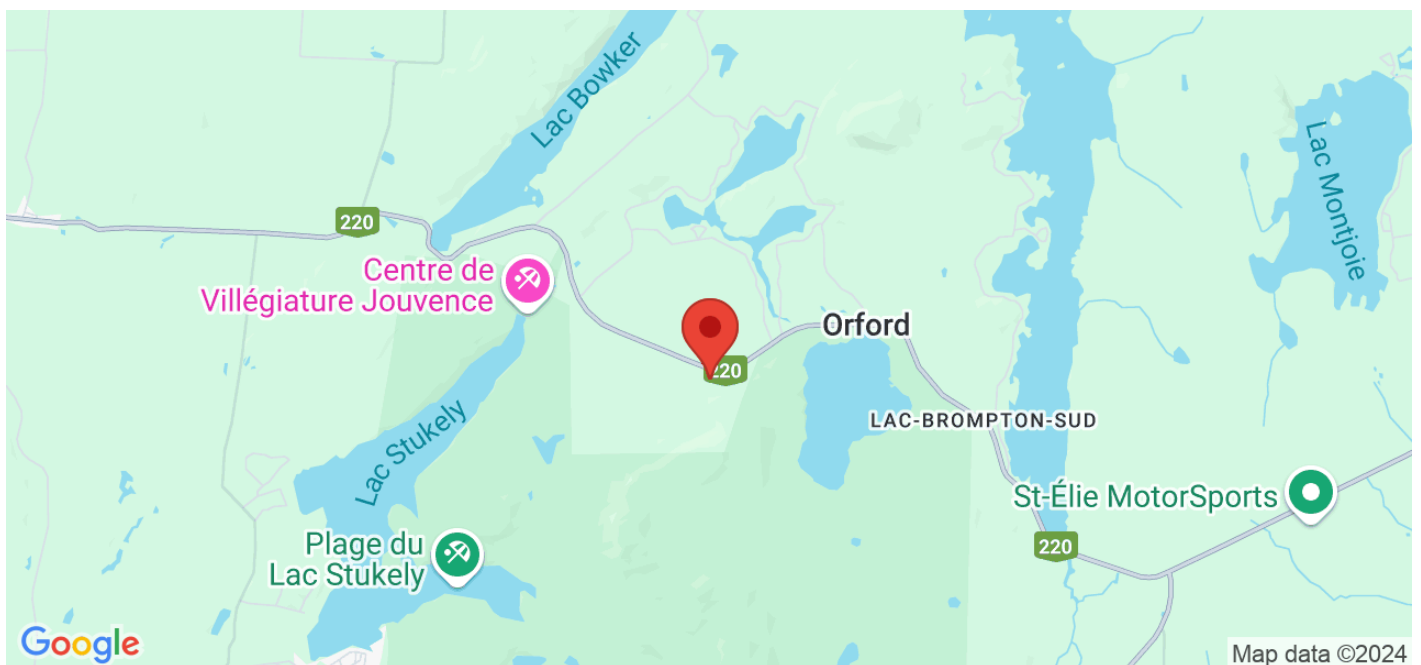 Lac Bowker
Lac Montjoie
220
Centre de
Villégiature Jouvence
Orford
220
Lac Stukely
LAC-BROMPTON-SUD
St-Élie MotorSports
Plage du
Lac Stukely
220
Google
Map data ©2024